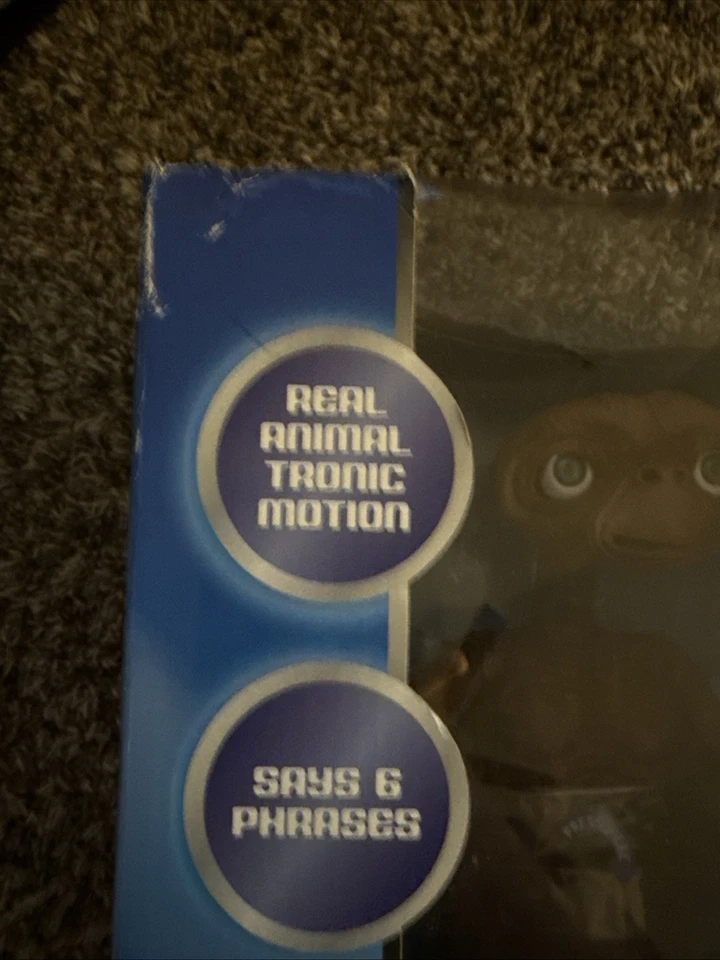 REAL
ANIMAL
TRONIC
MOTION
SAYS 6
PHRASES